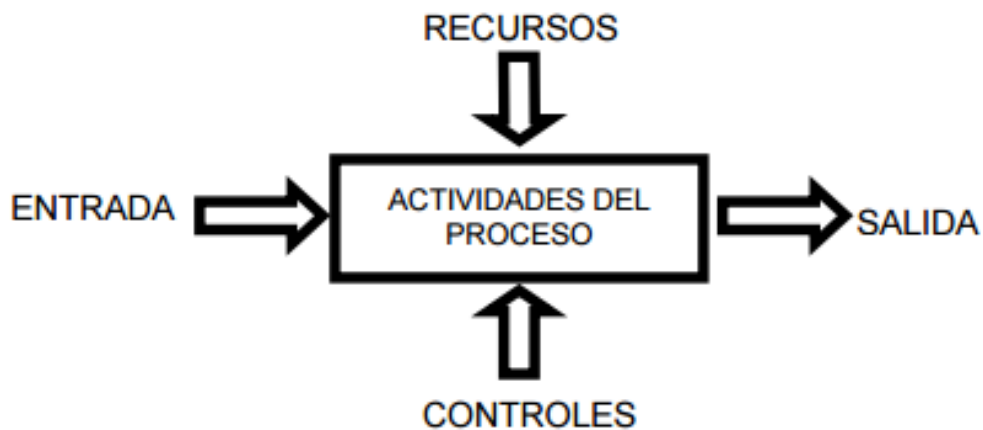 RECURSOS
ENTRADA
ACTIVIDADES DEL
PROCESO
SALIDA
CONTROLES